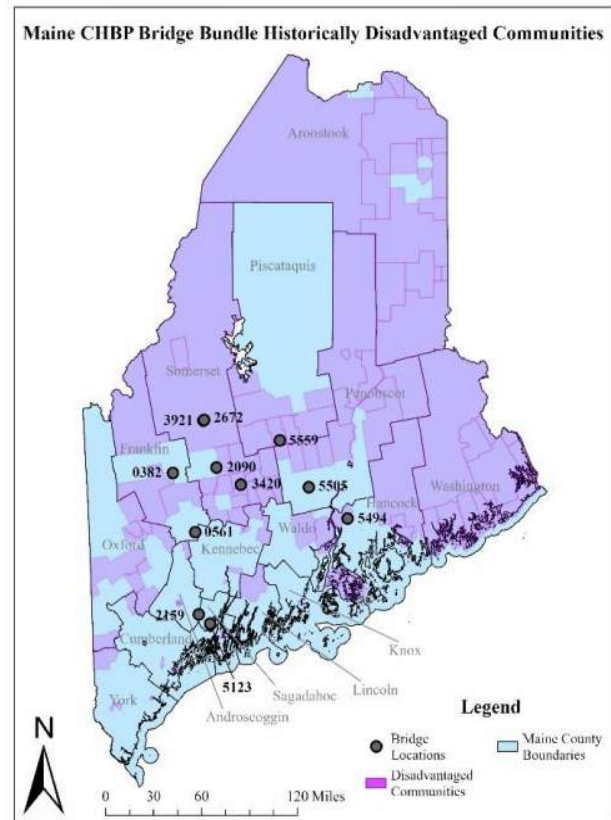 Maine CHBP Bridge Bundle Historically Disadvantaged Communities
Aroostook
Piscataquis
Somerset
Penobscot
3921 2672
5559
Franklin
2090
0382
3420
5505
Washington
Hancock
5494
Waldo
0561
Oxford
Kennebec
2159
Cumberland
Knox
5123
Lincoln
Sagadahoc
York
Androscoggin
Legend
N
Bridge Locations
Maine County Boundaries
Disadvantaged Communities
0 30 60 120 Miles